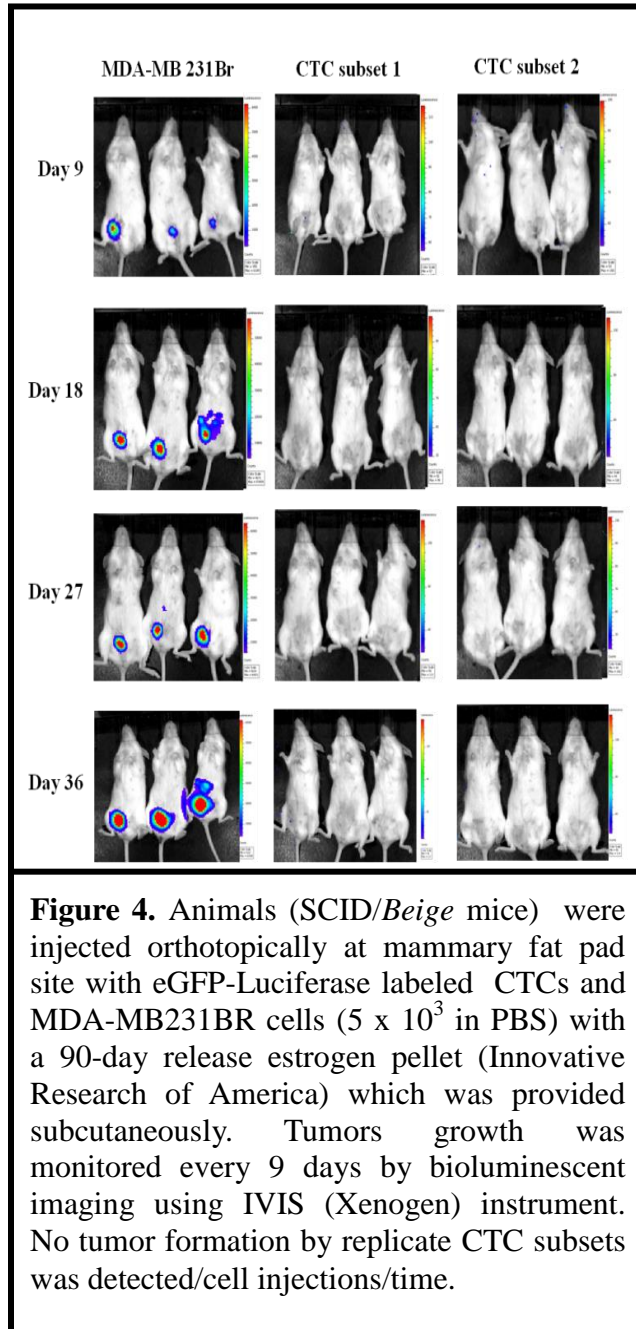 MDA-MB 231Br CTC subset 1 CTC subset 2
Day 9
Day 18
Day 27
Day 36
Figure 4. Animals (SCID/Beige mice) were
injected orthotopically at mammary fat pad
site with eGFP-Luciferase labeled CTCs and
MDA-MB231BR cells (5 x 10³ in PBS) with
a 90-day release estrogen pellet (Innovative
Research of America) which was provided
subcutaneously. Tumors growth was
monitored every 9 days by bioluminescent
imaging using IVIS (Xenogen) instrument.
No tumor formation by replicate CTC subsets
was detected/cell injections/time.